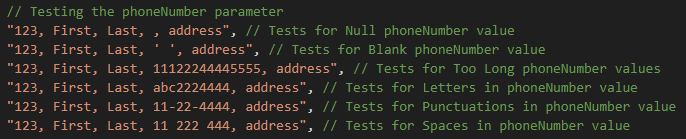 // Testing the phoneNumber parameter
"123, First, Last, , address", // Tests for Null phoneNumber value
"123, First, Last, ' ', address", // Tests for Blank phoneNumber value
"123, First, Last, 11122244445555, address", // Tests for Too Long phoneNumber values
"123, First, Last, abc2224444, address", // Tests for Letters in phoneNumber value
"123, First, Last, 11-22-4444, address", // Tests for Punctuations in phoneNumber value
"123, First, Last, 11 222 444, address", // Tests for Spaces in phoneNumber value